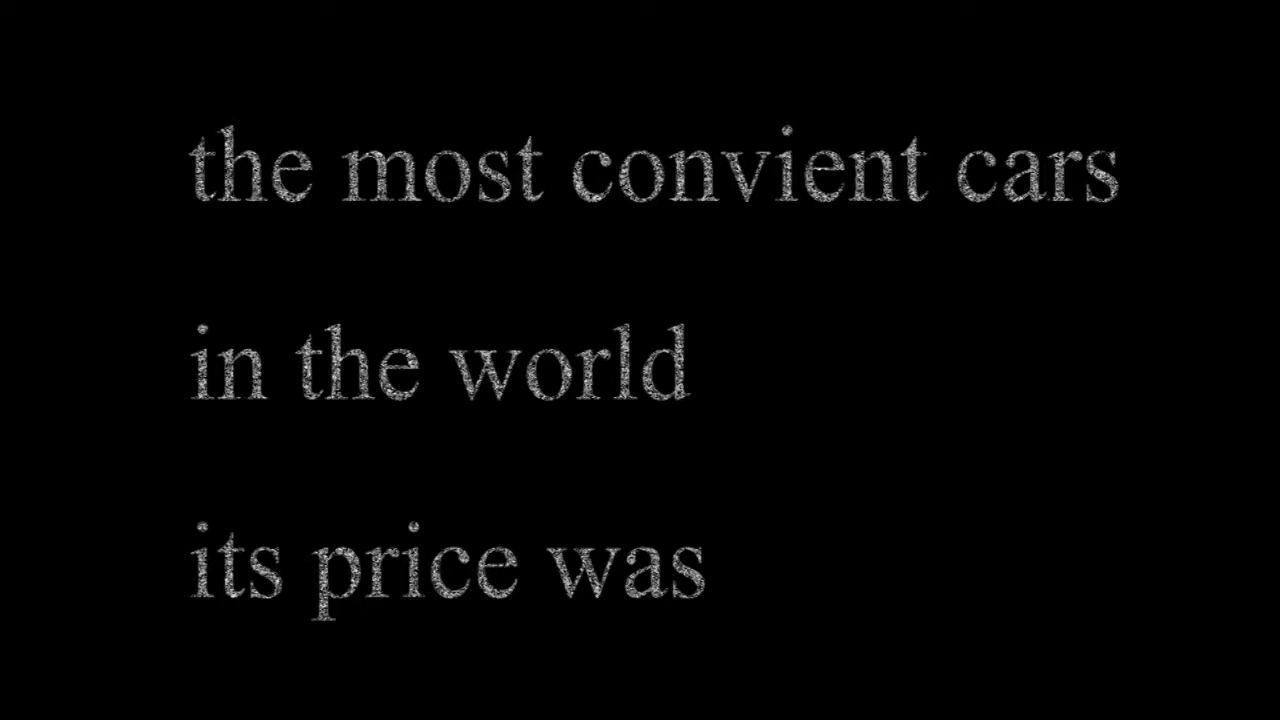 the most convient cars
in the world
its price was